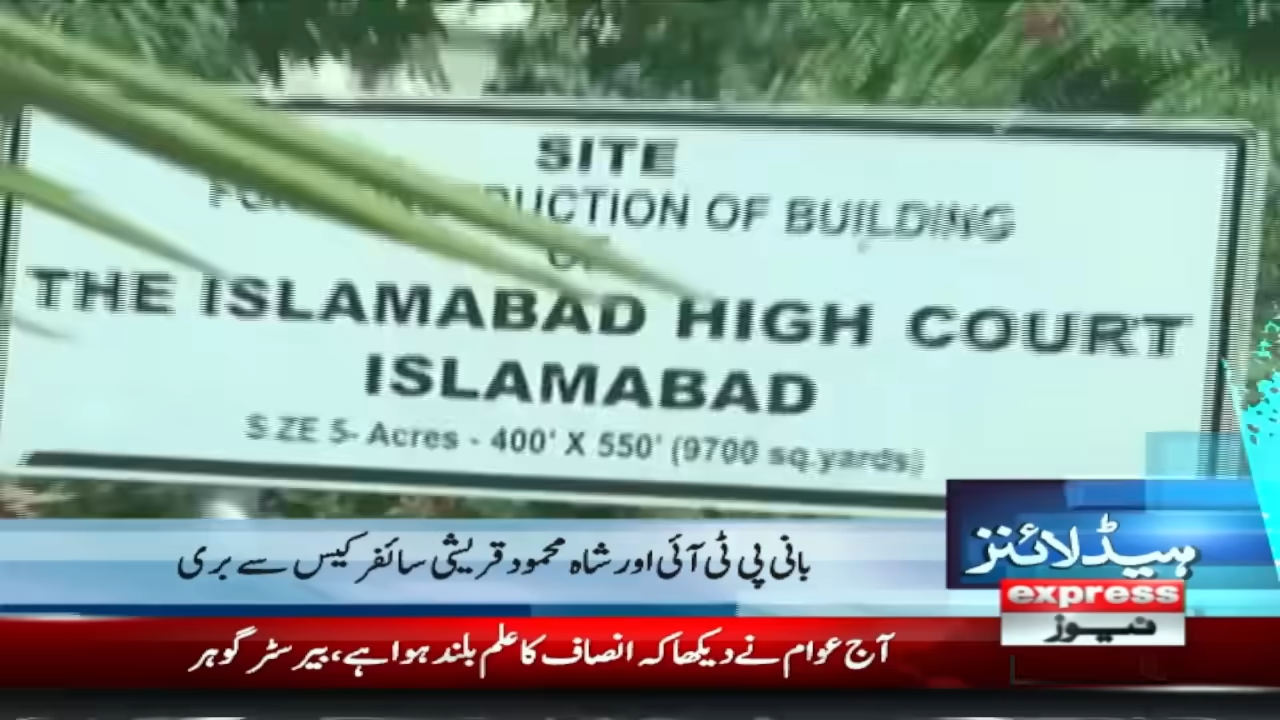 SITE
OF BUILDING
THE ISLAMABAD HIGH COURT
ISLAMABAD
SIZE 5- Acres - 400' X 550' (9700 sq.yards)
ہیڈلائنز
بانی پی ٹی آئی اور شاہ محمود قریشی سائفر کیس سے بری
express
نیوز
آج عوام نے دیکھا کہ انصاف کا علم بلند ہوا ہے، بیرسٹر گوہر